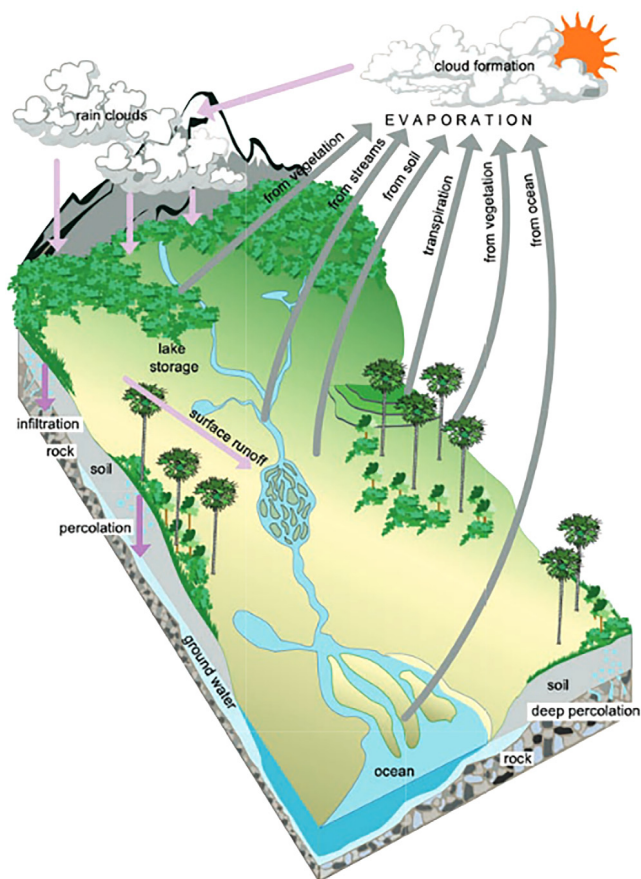 cloud formation
rain clouds
EVAPORATION
from vegetation
from streams
from soil
transpiration
from vegetation
from ocean
lake
storage
surface runoff
infiltration
rock
soil
percolation
ground water
soil
deep percolation
rock
ocean